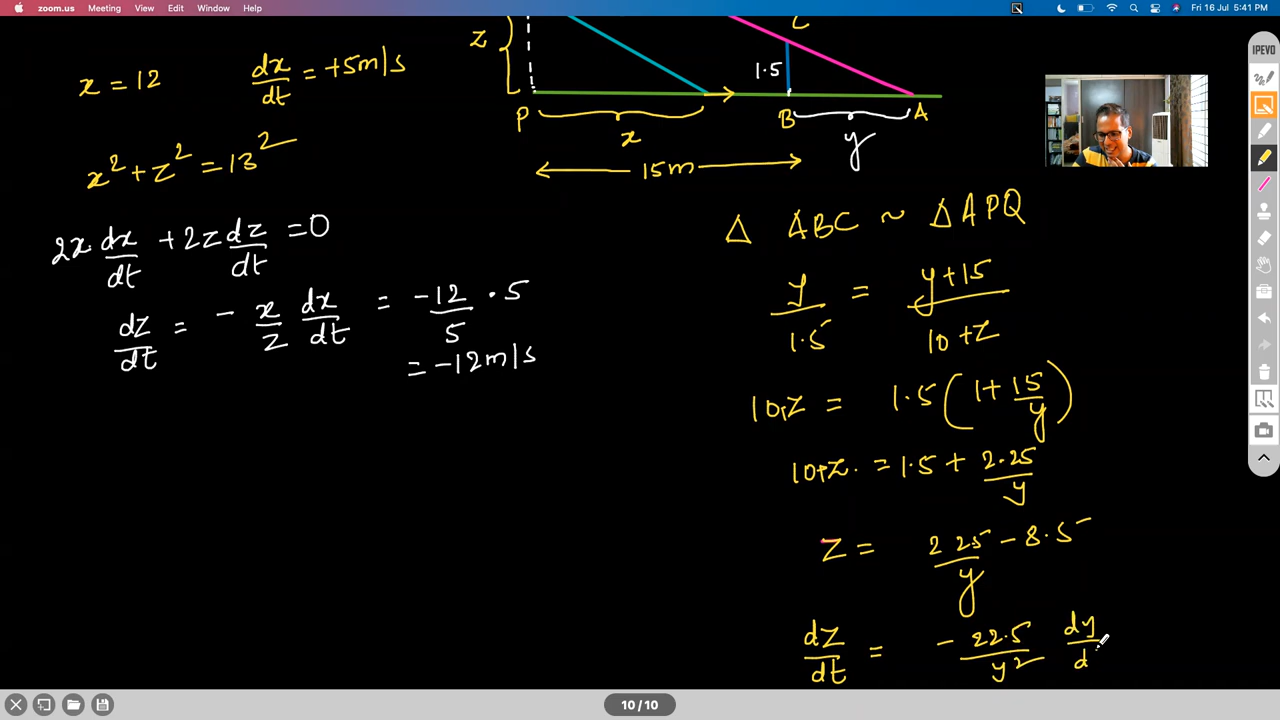 zoom.us Meeting View Edit Window Help Fri 16 Jul 5:41 PM
IPEVO
x = 12 dx/dt = +5m/s
x² + z² = 13²
2x dx/dt + 2z dz/dt = 0
dz/dt = - x/z dx/dt = -12/5 · 5
= -12m/s
z
C
1.5
P B A
x y
15m
Δ ABC ~ Δ APQ
y/1.5 = y+15/10+z
10+z = 1.5 (1 + 15/y)
10+z. = 1.5 + 2.25/y
z = 225/y - 8.5
dz/dt = - 22.5/y² dy/d
10 / 10